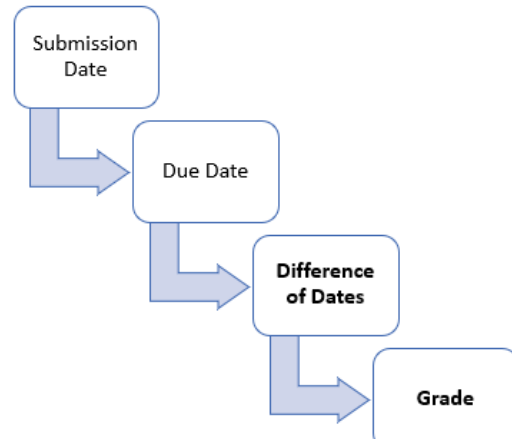 Submission
Date
Due Date
Difference
of Dates
Grade